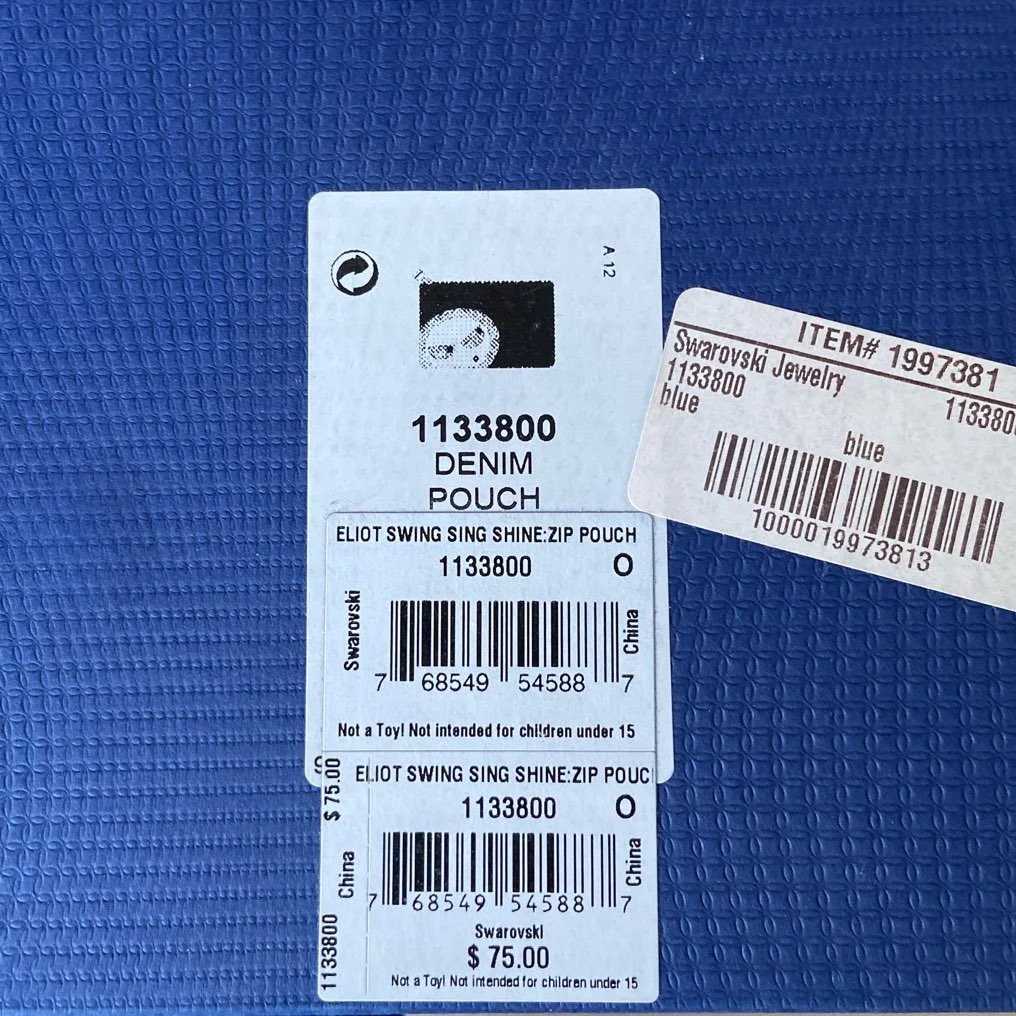 A 12
1133800
DENIM
POUCH
ELIOT SWING SING SHINE:ZIP POUCH
1133800 O
Swarovski
China
7 68549 54588 7
Not a Toy! Not intended for children under 15
$ 75.00
China
1133800
ELIOT SWING SING SHINE:ZIP POUC
1133800 O
China
7 68549 54588 7
Swarovski
$ 75.00
Not a Toy! Not intended for children under 15
ITEM# 1997381
Swarovski Jewelry
1133800 113380
blue
blue
1000019973813